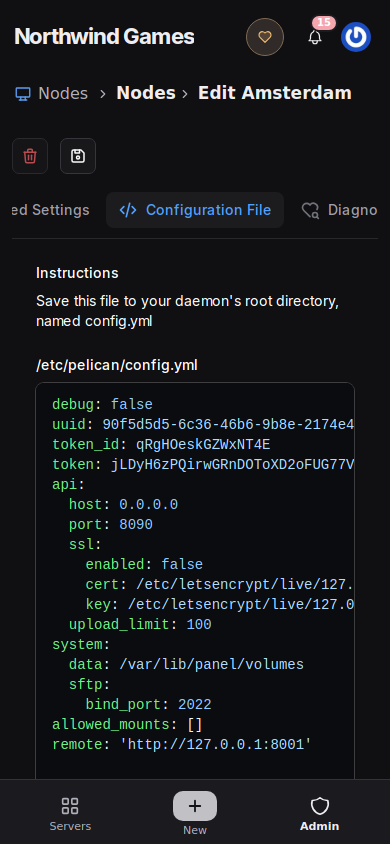 Northwind Games
15
Nodes › Nodes › Edit Amsterdam
ed Settings
Configuration File
Diagno
Instructions
Save this file to your daemon's root directory,
named config.yml
/etc/pelican/config.yml
debug: false
uuid: 90f5d5d5-6c36-46b6-9b8e-2174e4
token_id: qRgHOeskGZWxNT4E
token: jLDyH6zPQirwGRnDOToXD2oFUG77V
api:
  host: 0.0.0.0
  port: 8090
  ssl:
    enabled: false
    cert: /etc/letsencrypt/live/127.
    key: /etc/letsencrypt/live/127.0
  upload_limit: 100
system:
  data: /var/lib/panel/volumes
  sftp:
    bind_port: 2022
allowed_mounts: []
remote: 'http://127.0.0.1:8001'
Servers
New
Admin